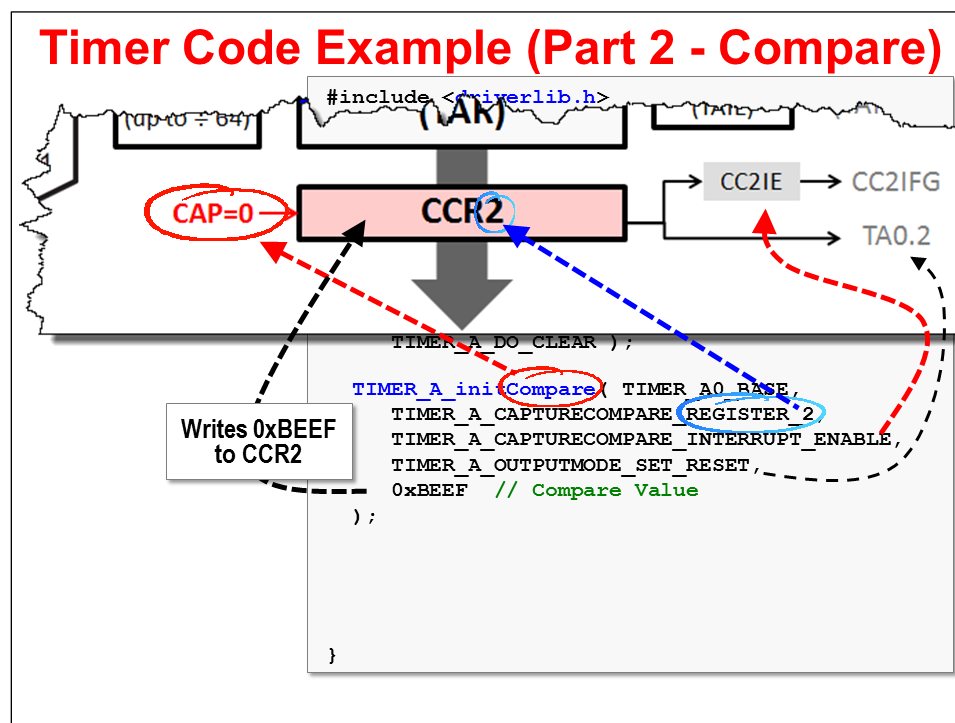 Timer Code Example (Part 2 - Compare)
#include <driverlib.h>
(up to ÷ 64)
(TAR)
CAP=0
CCR2
CC2IE
CC2IFG
TA0.2
TIMER_A_DO_CLEAR );
TIMER_A_initCompare( TIMER_A0_BASE,
TIMER_A_CAPTURECOMPARE_REGISTER_2,
TIMER_A_CAPTURECOMPARE_INTERRUPT_ENABLE,
TIMER_A_OUTPUTMODE_SET_RESET,
0xBEEF // Compare Value
);
Writes 0xBEEF
to CCR2
}